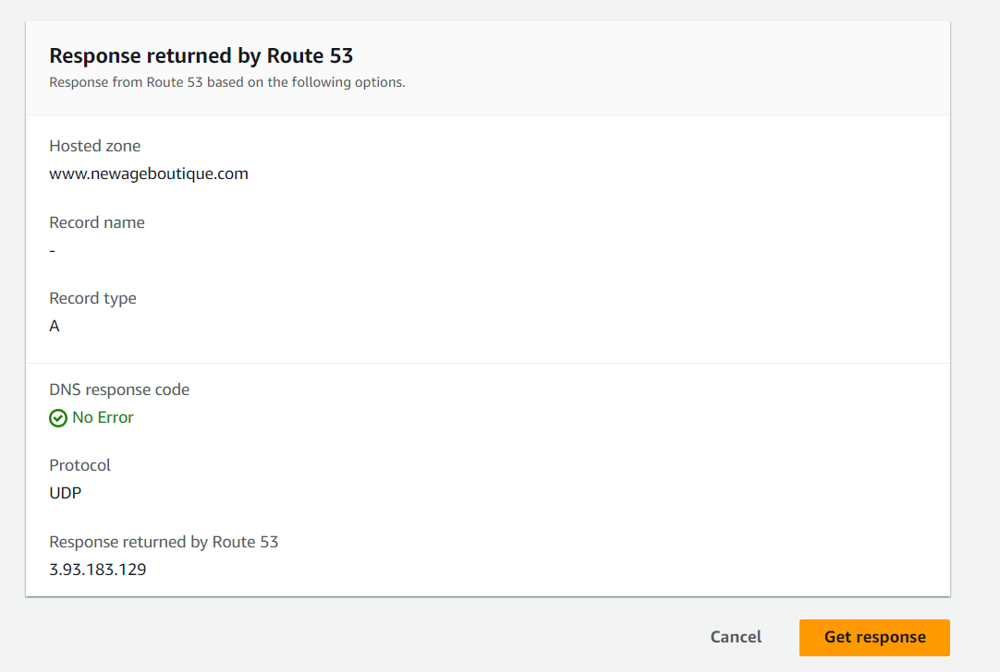 Response returned by Route 53
Response from Route 53 based on the following options.
Hosted zone
www.newageboutique.com
Record name
-
Record type
A
DNS response code
No Error
Protocol
UDP
Response returned by Route 53
3.93.183.129
Cancel
Get response